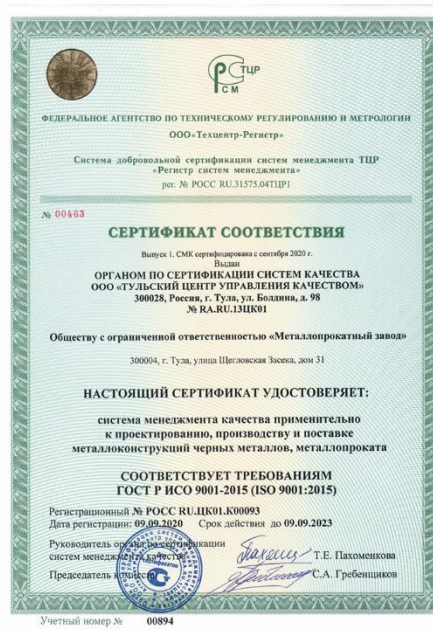 Р СТЦР
СМ
ФЕДЕРАЛЬНОЕ АГЕНТСТВО ПО ТЕХНИЧЕСКОМУ РЕГУЛИРОВАНИЮ И МЕТРОЛОГИИ
ООО«Техцентр-Регистр»
Система добровольной сертификации систем менеджмента ТЦР
«Регистр систем менеджмента»
рег. № РОСС RU.31575.04ТЦР1
№ 00463
СЕРТИФИКАТ СООТВЕТСТВИЯ
Выпуск 1. СМК сертифицирована с сентября 2020 г.
Выдан
ОРГАНОМ ПО СЕРТИФИКАЦИИ СИСТЕМ КАЧЕСТВА
ООО «ТУЛЬСКИЙ ЦЕНТР УПРАВЛЕНИЯ КАЧЕСТВОМ»
300028, Россия, г. Тула, ул. Болдина, д. 98
№ RA.RU.13ЦК01
Обществу с ограниченной ответственностью «Металлопрокатный завод»
300004, г. Тула, улица Щегловская Засека, дом 31
НАСТОЯЩИЙ СЕРТИФИКАТ УДОСТОВЕРЯЕТ:
система менеджмента качества применительно
к проектированию, производству и поставке
металлоконструкций черных металлов, металлопроката
СООТВЕТСТВУЕТ ТРЕБОВАНИЯМ
ГОСТ Р ИСО 9001-2015 (ISO 9001:2015)
Регистрационный № РОСС RU.ЦК01.К00093
Дата регистрации: 09.09.2020 Срок действия до 09.09.2023
Руководитель органа по сертификации
систем менеджмента качества Т.Е. Пахоменкова
Председатель комиссии С.А. Гребенщиков
Учетный номер № 00894